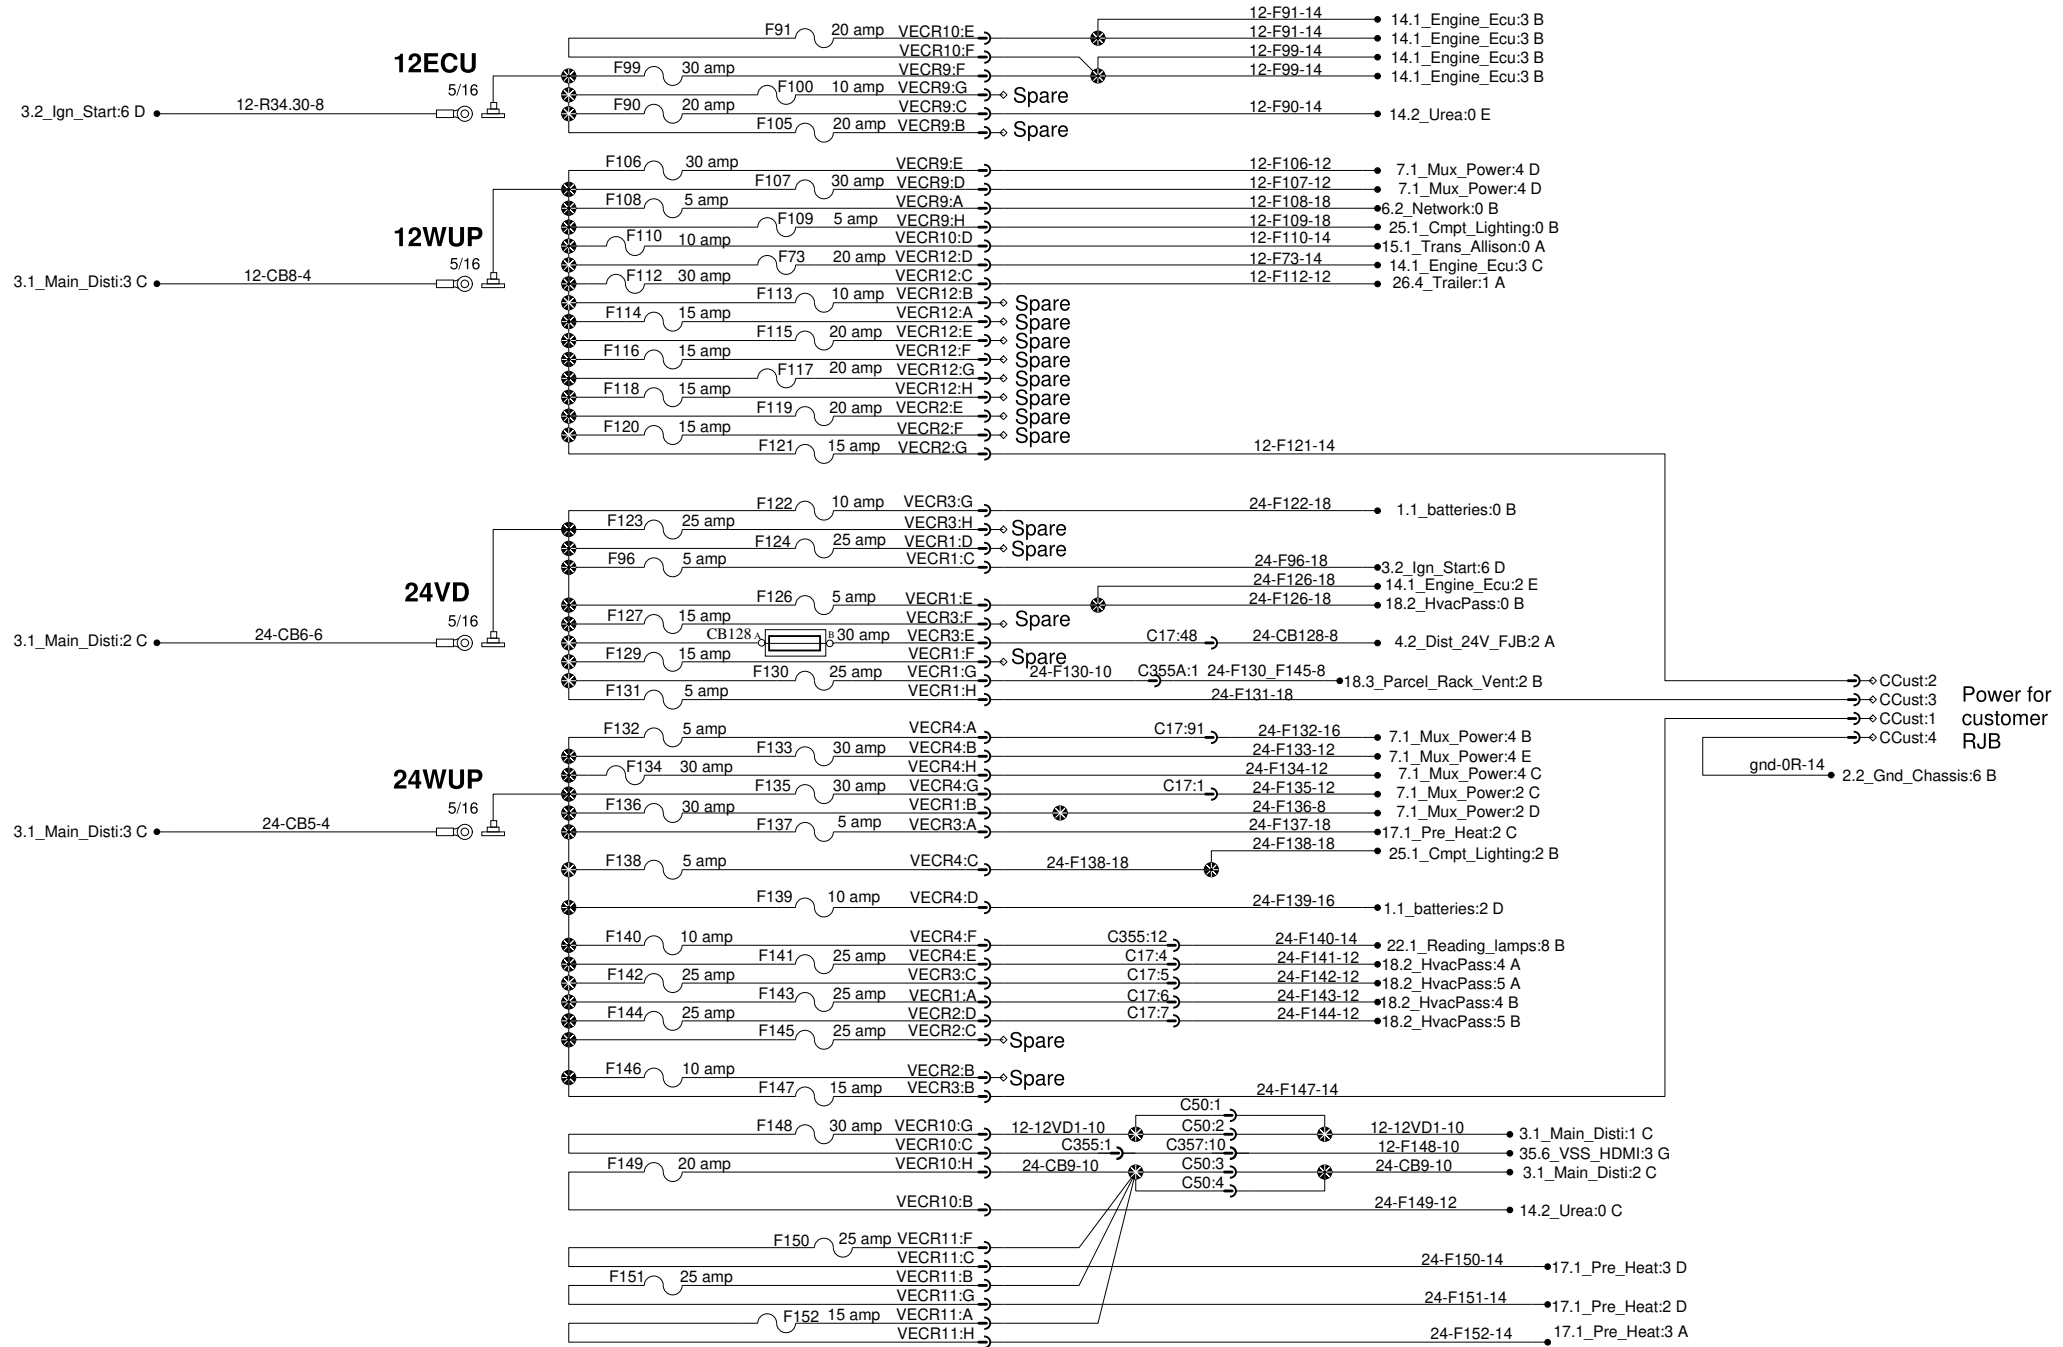 F91 20 amp VECR10:E 12-F91-14 14.1_Engine_Ecu:3 B
12-F91-14 14.1_Engine_Ecu:3 B
VECR10:F 12-F99-14 14.1_Engine_Ecu:3 B
12ECU F99 30 amp VECR9:F 12-F99-14 14.1_Engine_Ecu:3 B
5/16 F100 10 amp VECR9:G Spare
3.2_Ign_Start:6 D 12-R34.30-8 F90 20 amp VECR9:C 12-F90-14 14.2_Urea:0 E
F105 20 amp VECR9:B Spare
F106 30 amp VECR9:E 12-F106-12 7.1_Mux_Power:4 D
F107 30 amp VECR9:D 12-F107-12 7.1_Mux_Power:4 D
F108 5 amp VECR9:A 12-F108-18 6.2_Network:0 B
F109 5 amp VECR9:H 12-F109-18 25.1_Cmpt_Lighting:0 B
12WUP F110 10 amp VECR10:D 12-F110-14 15.1_Trans_Allison:0 A
5/16 F73 20 amp VECR12:D 12-F73-14 14.1_Engine_Ecu:3 C
3.1_Main_Disti:3 C 12-CB8-4 F112 30 amp VECR12:C 12-F112-12 26.4_Trailer:1 A
F113 10 amp VECR12:B Spare
F114 15 amp VECR12:A Spare
F115 20 amp VECR12:E Spare
F116 15 amp VECR12:F Spare
F117 20 amp VECR12:G Spare
F118 15 amp VECR12:H Spare
F119 20 amp VECR2:E Spare
F120 15 amp VECR2:F Spare
F121 15 amp VECR2:G 12-F121-14
F122 10 amp VECR3:G 24-F122-18 1.1_batteries:0 B
F123 25 amp VECR3:H Spare
F124 25 amp VECR1:D Spare
F96 5 amp VECR1:C 24-F96-18 3.2_Ign_Start:6 D
24-F126-18 14.1_Engine_Ecu:2 E
24VD F126 5 amp VECR1:E 24-F126-18 18.2_HvacPass:0 B
5/16 F127 15 amp VECR3:F Spare
3.1_Main_Disti:2 C 24-CB6-6 CB128 A B 30 amp VECR3:E C17:48 24-CB128-8 4.2_Dist_24V_FJB:2 A
F129 15 amp VECR1:F Spare
F130 25 amp VECR1:G 24-F130-10 C355A:1 24-F130_F145-8 18.3_Parcel_Rack_Vent:2 B CCust:2
F131 5 amp VECR1:H 24-F131-18 CCust:3
CCust:1
CCust:4
Power for
customer
RJB
gnd-0R-14 2.2_Gnd_Chassis:6 B
F132 5 amp VECR4:A C17:91 24-F132-16 7.1_Mux_Power:4 B
F133 30 amp VECR4:B 24-F133-12 7.1_Mux_Power:4 E
24WUP F134 30 amp VECR4:H 24-F134-12 7.1_Mux_Power:4 C
5/16 F135 30 amp VECR4:G C17:1 24-F135-12 7.1_Mux_Power:2 C
F136 30 amp VECR1:B 24-F136-8 7.1_Mux_Power:2 D
3.1_Main_Disti:3 C 24-CB5-4 F137 5 amp VECR3:A 24-F137-18 17.1_Pre_Heat:2 C
24-F138-18 25.1_Cmpt_Lighting:2 B
F138 5 amp VECR4:C 24-F138-18
F139 10 amp VECR4:D 24-F139-16 1.1_batteries:2 D
F140 10 amp VECR4:F C355:12 24-F140-14 22.1_Reading_lamps:8 B
F141 25 amp VECR4:E C17:4 24-F141-12 18.2_HvacPass:4 A
F142 25 amp VECR3:C C17:5 24-F142-12 18.2_HvacPass:5 A
F143 25 amp VECR1:A C17:6 24-F143-12 18.2_HvacPass:4 B
F144 25 amp VECR2:D C17:7 24-F144-12 18.2_HvacPass:5 B
F145 25 amp VECR2:C Spare
F146 10 amp VECR2:B Spare
F147 15 amp VECR3:B 24-F147-14
C50:1
F148 30 amp VECR10:G 12-12VD1-10 C50:2 12-12VD1-10 3.1_Main_Disti:1 C
VECR10:C C355:1 C357:10 12-F148-10 35.6_VSS_HDMI:3 G
F149 20 amp VECR10:H 24-CB9-10 C50:3 24-CB9-10 3.1_Main_Disti:2 C
C50:4
VECR10:B 24-F149-12 14.2_Urea:0 C
F150 25 amp VECR11:F
VECR11:C 24-F150-14 17.1_Pre_Heat:3 D
F151 25 amp VECR11:B
VECR11:G 24-F151-14 17.1_Pre_Heat:2 D
F152 15 amp VECR11:A
VECR11:H 24-F152-14 17.1_Pre_Heat:3 A